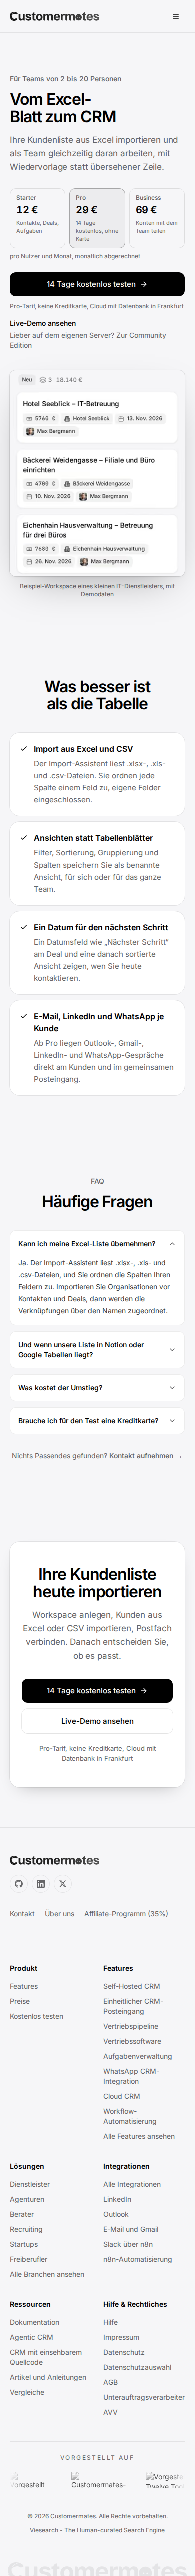 Customermates
Für Teams von 2 bis 20 Personen
Vom Excel-
Blatt zum CRM
Ihre Kundenliste aus Excel importieren und
als Team gleichzeitig daran arbeiten, mit
Wiedervorlage statt übersehener Zeile.
Starter
12 €
Kontakte, Deals,
Aufgaben
Pro
29 €
14 Tage
kostenlos, ohne
Karte
Business
69 €
Konten mit dem
Team teilen
pro Nutzer und Monat, monatlich abgerechnet
14 Tage kostenlos testen →
Pro-Tarif, keine Kreditkarte, Cloud mit Datenbank in Frankfurt
Live-Demo ansehen
Lieber auf dem eigenen Server? Zur Community
Edition
Neu 3 18.140 €
Hotel Seeblick – IT-Betreuung
5760 € Hotel Seeblick 13. Nov. 2026
Max Bergmann
Bäckerei Weidengasse – Filiale und Büro
einrichten
4700 € Bäckerei Weidengasse
10. Nov. 2026 Max Bergmann
Eichenhain Hausverwaltung – Betreuung
für drei Büros
7680 € Eichenhain Hausverwaltung
26. Nov. 2026 Max Bergmann
Beispiel-Workspace eines kleinen IT-Dienstleisters, mit
Demodaten
Was besser ist
als die Tabelle
Import aus Excel und CSV
Der Import-Assistent liest .xlsx-, .xls-
und .csv-Dateien. Sie ordnen jede
Spalte einem Feld zu, eigene Felder
eingeschlossen.
Ansichten statt Tabellenblätter
Filter, Sortierung, Gruppierung und
Spalten speichern Sie als benannte
Ansicht, für sich oder für das ganze
Team.
Ein Datum für den nächsten Schritt
Ein Datumsfeld wie „Nächster Schritt“
am Deal und eine danach sortierte
Ansicht zeigen, wen Sie heute
kontaktieren.
E-Mail, LinkedIn und WhatsApp je
Kunde
Ab Pro liegen Outlook-, Gmail-,
LinkedIn- und WhatsApp-Gespräche
direkt am Kunden und im gemeinsamen
Posteingang.
FAQ
Häufige Fragen
Kann ich meine Excel-Liste übernehmen?
Ja. Der Import-Assistent liest .xlsx-, .xls- und
.csv-Dateien, und Sie ordnen die Spalten Ihren
Feldern zu. Importieren Sie Organisationen vor
Kontakten und Deals, dann werden die
Verknüpfungen über den Namen zugeordnet.
Und wenn unsere Liste in Notion oder
Google Tabellen liegt?
Was kostet der Umstieg?
Brauche ich für den Test eine Kreditkarte?
Nichts Passendes gefunden? Kontakt aufnehmen →
Ihre Kundenliste
heute importieren
Workspace anlegen, Kunden aus
Excel oder CSV importieren, Postfach
verbinden. Danach entscheiden Sie,
ob es passt.
14 Tage kostenlos testen →
Live-Demo ansehen
Pro-Tarif, keine Kreditkarte, Cloud mit
Datenbank in Frankfurt
Customermates
Kontakt Über uns Affiliate-Programm (35%)
Produkt
Features
Preise
Kostenlos testen
Features
Self-Hosted CRM
Einheitlicher CRM-
Posteingang
Vertriebspipeline
Vertriebssoftware
Aufgabenverwaltung
WhatsApp CRM-
Integration
Cloud CRM
Workflow-
Automatisierung
Alle Features ansehen
Lösungen
Dienstleister
Agenturen
Berater
Recruiting
Startups
Freiberufler
Alle Branchen ansehen
Integrationen
Alle Integrationen
LinkedIn
Outlook
E-Mail und Gmail
Slack über n8n
n8n-Automatisierung
Ressourcen
Dokumentation
Agentic CRM
CRM mit einsehbarem
Quellcode
Artikel und Anleitungen
Vergleiche
Hilfe & Rechtliches
Hilfe
Impressum
Datenschutz
Datenschutzauswahl
AGB
Unterauftragsverarbeiter
AVV
VORGESTELLT AUF
Vorgestellt
Customermates-
Vorgestellt
© 2026 Customermates. Alle Rechte vorbehalten.
Viesearch - The Human-curated Search Engine
Customermates